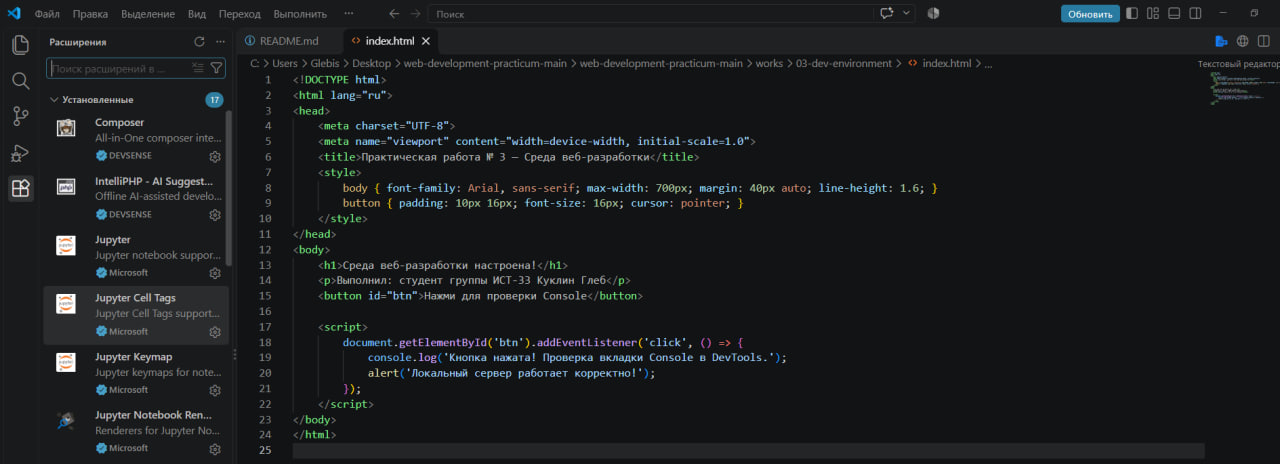 Файл Правка Выделение Вид Переход Выполнить ··· Поиск Обновить
Расширения
Поиск расширений в ...
Установленные 17
Composer
All-in-One composer inte...
DEVSENSE
IntelliPHP - AI Suggest...
Offline AI-assisted develo...
DEVSENSE
Jupyter
Jupyter notebook suppor...
Microsoft
Jupyter Cell Tags
Jupyter Cell Tags support...
Microsoft
Jupyter Keymap
Jupyter keymaps for note...
Microsoft
Jupyter Notebook Ren...
Renderers for Jupyter No...
Microsoft
README.md index.html
C: > Users > Glebis > Desktop > web-development-practicum-main > web-development-practicum-main > works > 03-dev-environment > <> index.html > ...
Текстовый редактор
1 <!DOCTYPE html>
2 <html lang="ru">
3 <head>
4 <meta charset="UTF-8">
5 <meta name="viewport" content="width=device-width, initial-scale=1.0">
6 <title>Практическая работа № 3 — Среда веб-разработки</title>
7 <style>
8 body { font-family: Arial, sans-serif; max-width: 700px; margin: 40px auto; line-height: 1.6; }
9 button { padding: 10px 16px; font-size: 16px; cursor: pointer; }
10 </style>
11 </head>
12 <body>
13 <h1>Среда веб-разработки настроена!</h1>
14 <p>Выполнил: студент группы ИСТ-33 Куклин Глеб</p>
15 <button id="btn">Нажми для проверки Console</button>
16
17 <script>
18 document.getElementById('btn').addEventListener('click', () => {
19 console.log('Кнопка нажата! Проверка вкладки Console в DevTools.');
20 alert('Локальный сервер работает корректно!');
21 });
22 </script>
23 </body>
24 </html>
25